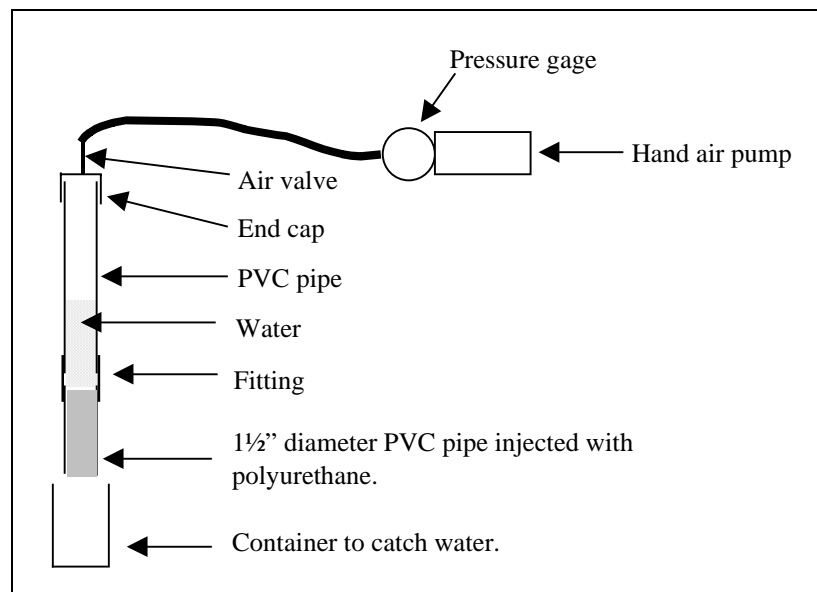 Pressure gage
Hand air pump
Air valve
End cap
PVC pipe
Water
Fitting
1½” diameter PVC pipe injected with
polyurethane.
Container to catch water.